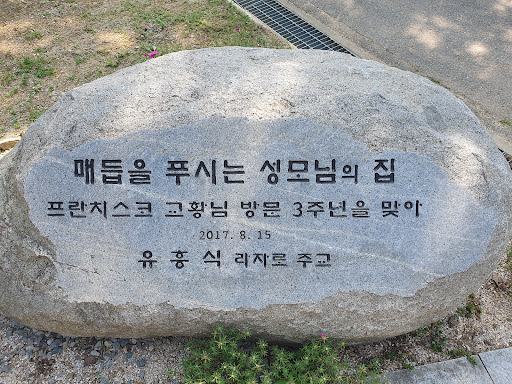 매듭을 푸시는 성모님의 집
프란치스코 교황님 방문 3주년을 맞아
2017. 8. 15
유흥식 라자로 주교